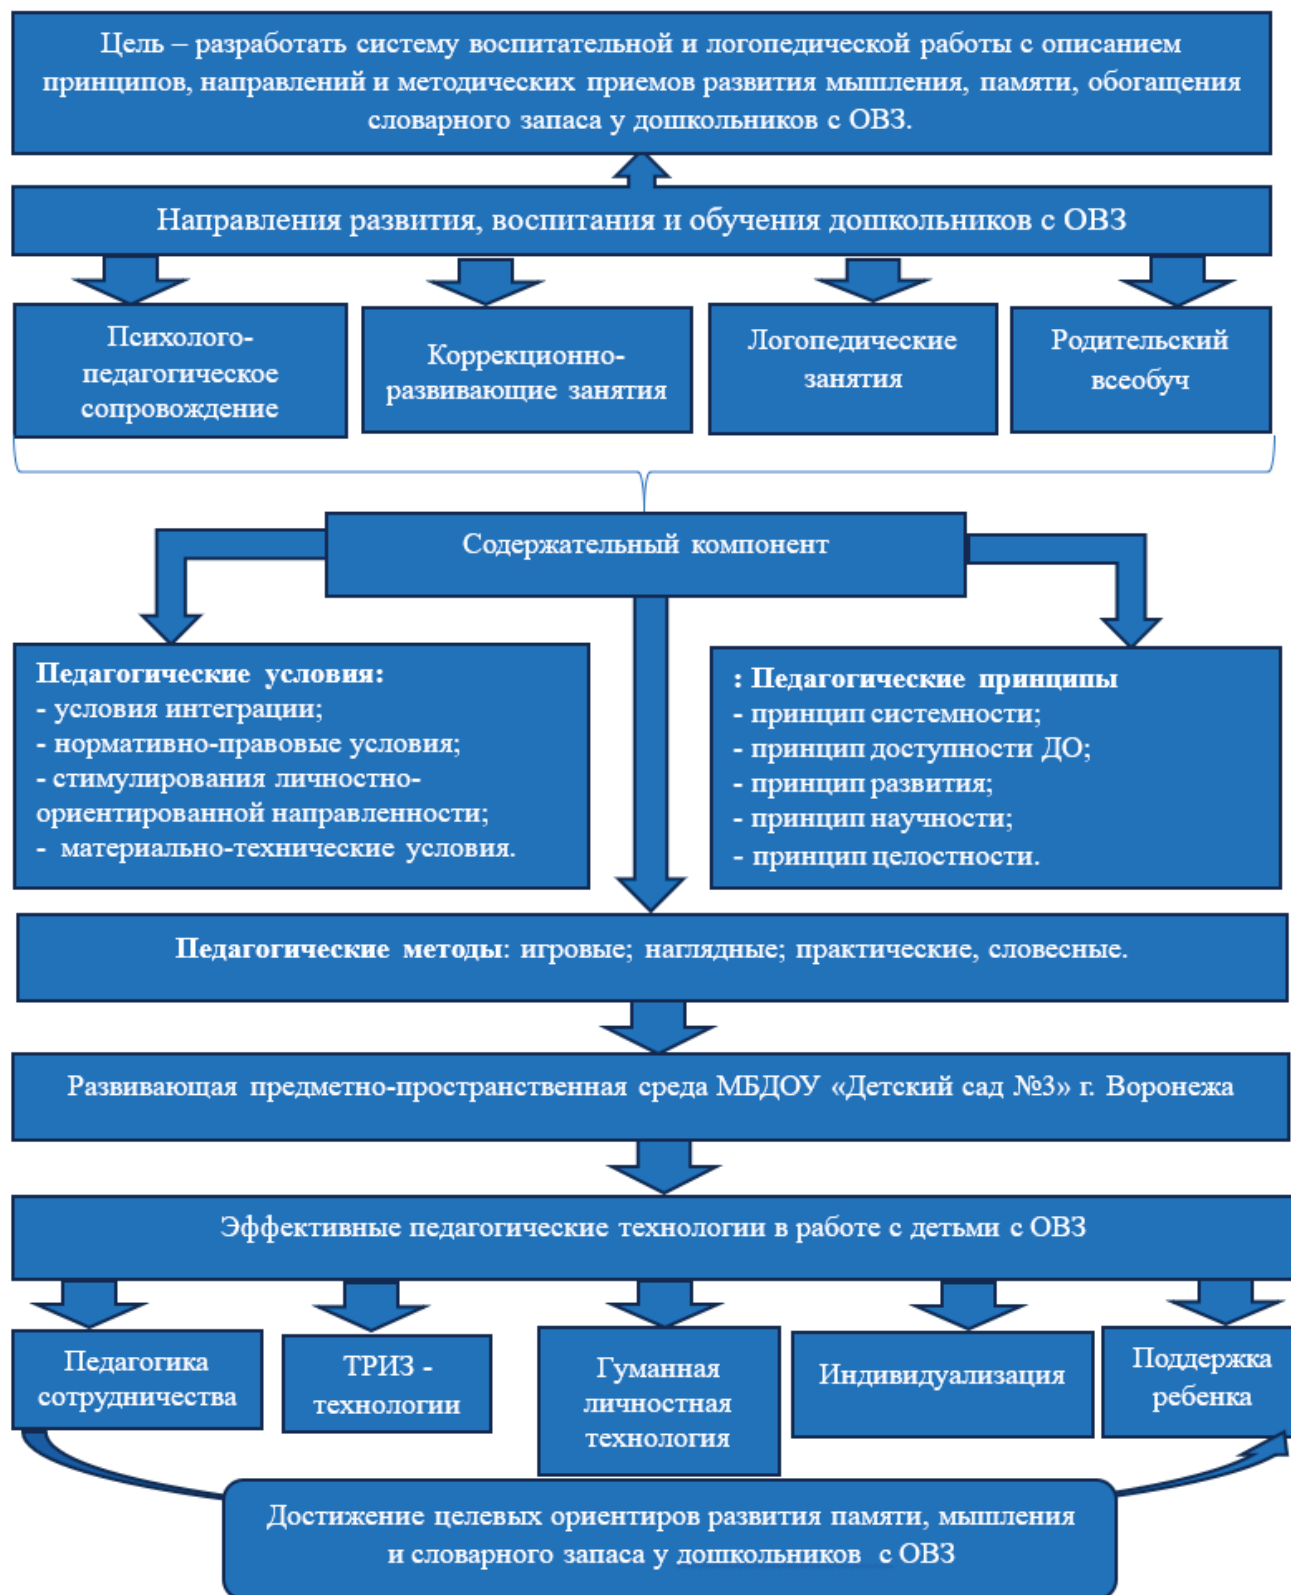 Цель – разработать систему воспитательной и логопедической работы с описанием
принципов, направлений и методических приемов развития мышления, памяти, обогащения
словарного запаса у дошкольников с ОВЗ.
Направления развития, воспитания и обучения дошкольников с ОВЗ
Психолого-
педагогическое
сопровождение
Коррекционно-
развивающие занятия
Логопедические
занятия
Родительский
всеобуч
Содержательный компонент
Педагогические условия:
- условия интеграции;
- нормативно-правовые условия;
- стимулирования личностно-
ориентированной направленности;
- материально-технические условия.
: Педагогические принципы
- принцип системности;
- принцип доступности ДО;
- принцип развития;
- принцип научности;
- принцип целостности.
Педагогические методы: игровые; наглядные; практические, словесные.
Развивающая предметно-пространственная среда МБДОУ «Детский сад №3» г. Воронежа
Эффективные педагогические технологии в работе с детьми с ОВЗ
Педагогика
сотрудничества
ТРИЗ -
технологии
Гуманная
личностная
технология
Индивидуализация
Поддержка
ребенка
Достижение целевых ориентиров развития памяти, мышления
и словарного запаса у дошкольников с ОВЗ